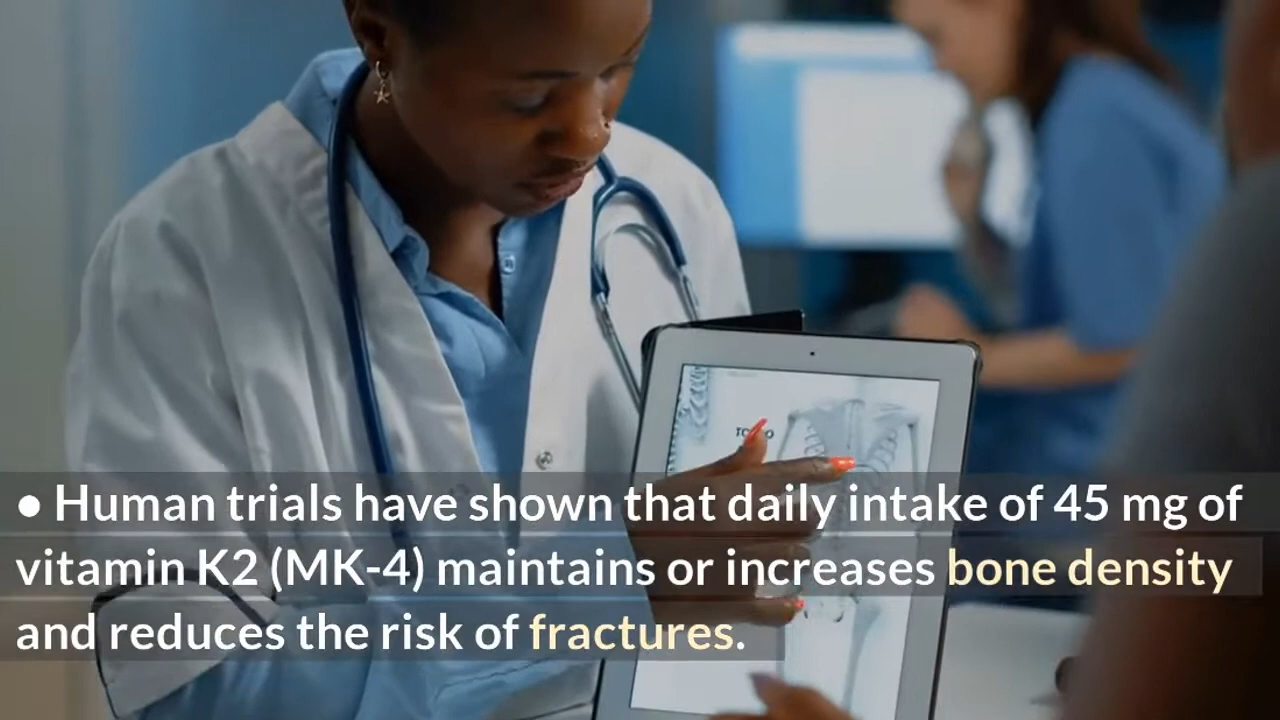 ● Human trials have shown that daily intake of 45 mg of
vitamin K2 (MK-4) maintains or increases bone density
and reduces the risk of fractures.